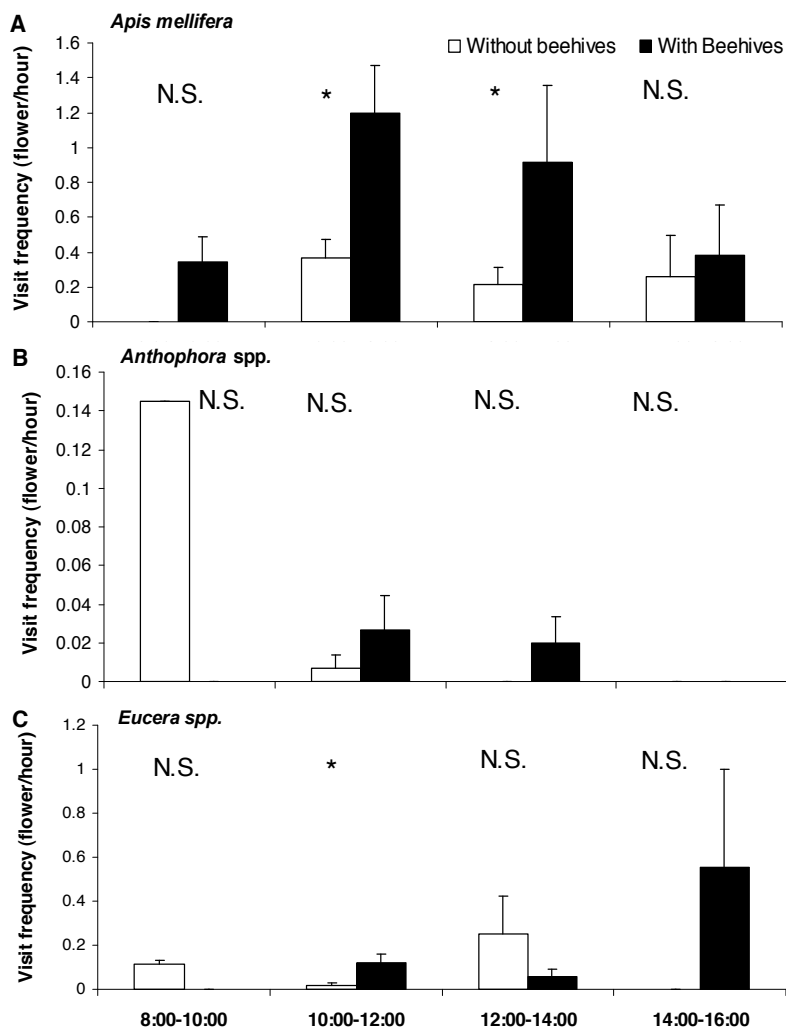 A Apis mellifera
Without beehives With Beehives
Visit frequency (flower/hour)
1.6
1.4
1.2
1
0.8
0.6
0.4
0.2
0
N.S. * * N.S.
B Anthophora spp.
Visit frequency (flower/hour)
0.16
0.14
0.12
0.1
0.08
0.06
0.04
0.02
0
N.S. N.S. N.S. N.S.
C Eucera spp.
Visit frequency (flower/hour)
1.2
1
0.8
0.6
0.4
0.2
0
N.S. * N.S. N.S.
8:00-10:00 10:00-12:00 12:00-14:00 14:00-16:00